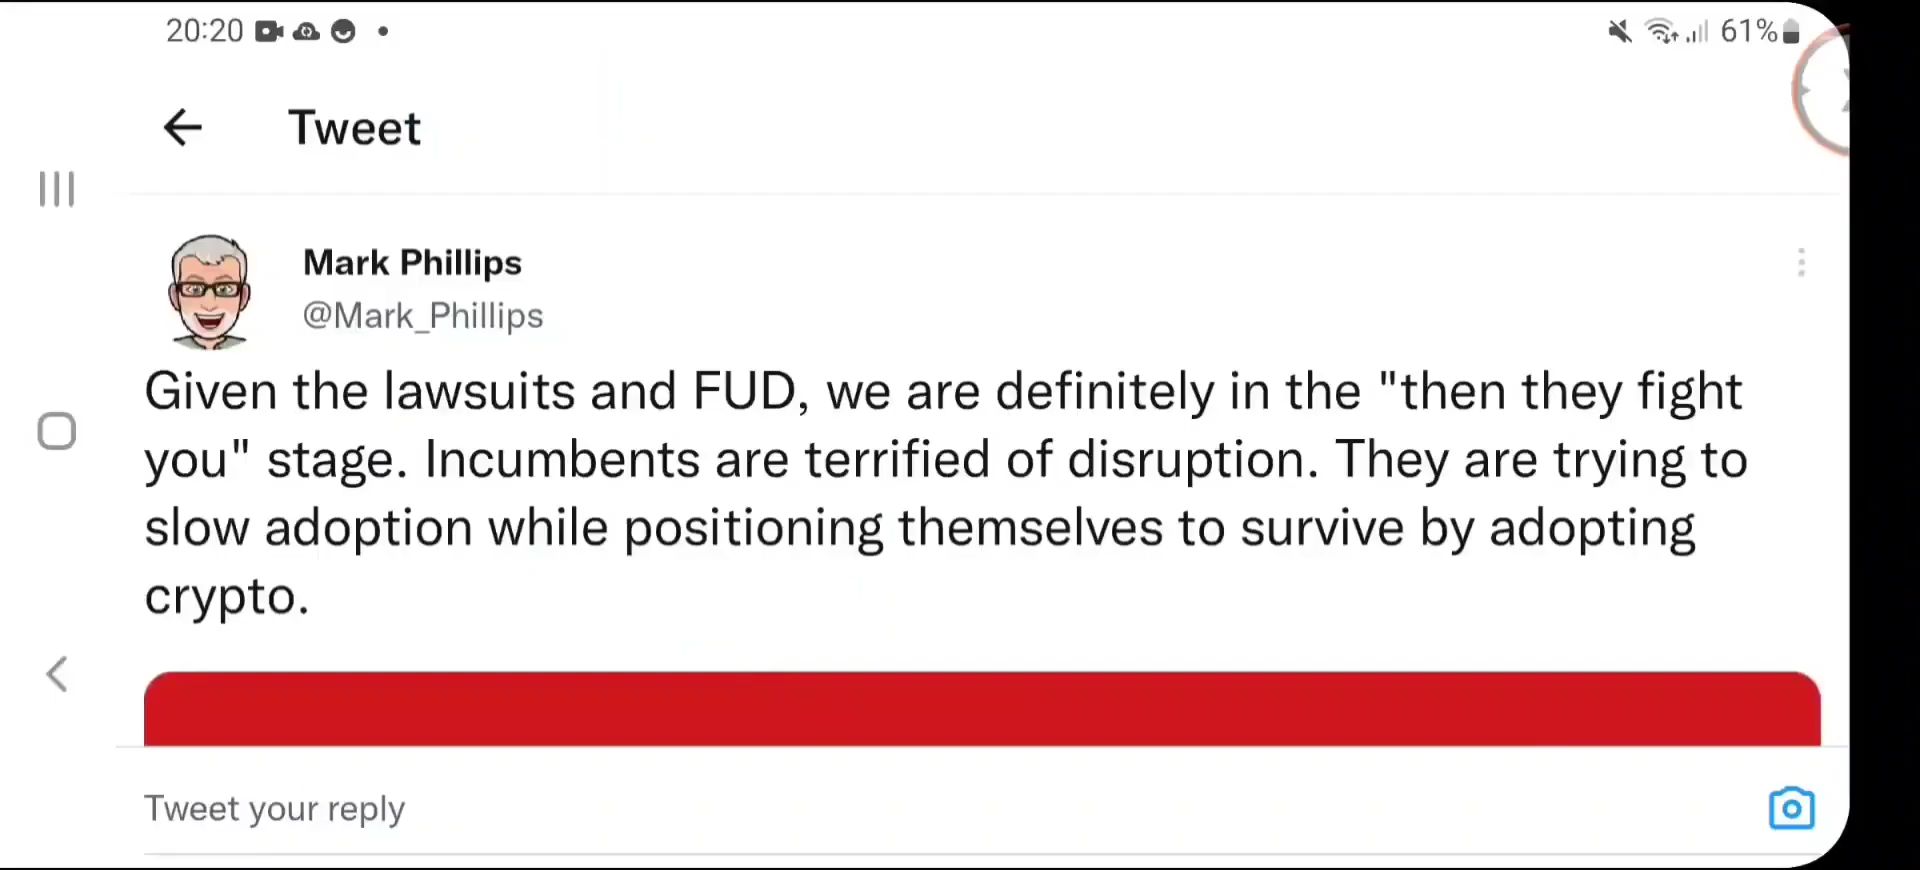 20:20
61%
Tweet
Mark Phillips
@Mark_Phillips
Given the lawsuits and FUD, we are definitely in the "then they fight
you" stage. Incumbents are terrified of disruption. They are trying to
slow adoption while positioning themselves to survive by adopting
crypto.
Tweet your reply